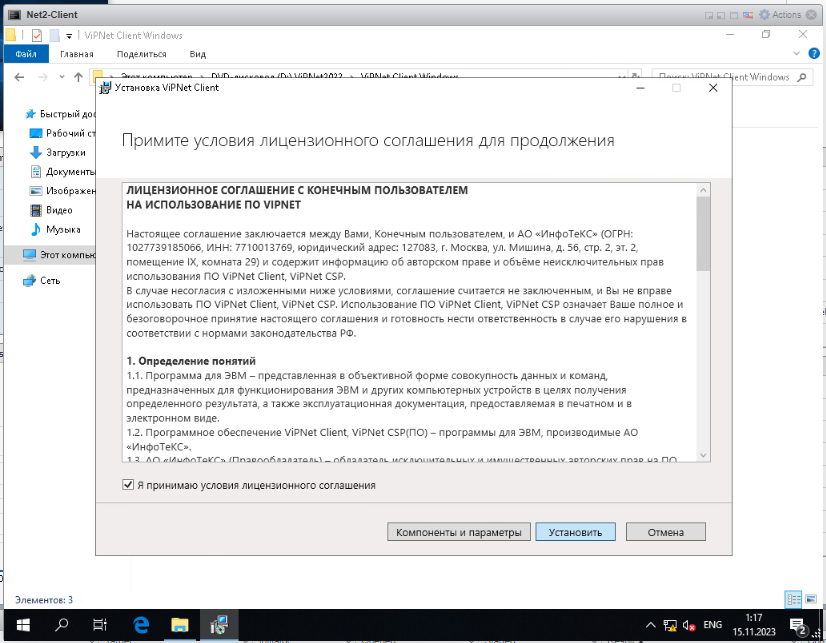 Net2-Client
Actions
ViPNet Client Windows
Файл Главная Поделиться Вид
Этот компьютер DVD-дисковод (D:) ViPNet2022 ViPNet Client Windows
Client Windows
Установка ViPNet Client
Быстрый
Рабочий
Загрузки
Документы
Изображен
Видео
Музыка
Этот компью
Сеть
Примите условия лицензионного соглашения для продолжения
ЛИЦЕНЗИОННОЕ СОГЛАШЕНИЕ С КОНЕЧНЫМ ПОЛЬЗОВАТЕЛЕМ
НА ИСПОЛЬЗОВАНИЕ ПО VIPNET
Настоящее соглашение заключается между Вами, Конечным пользователем, и АО «ИнфоТеКС» (ОГРН:
1027739185066, ИНН: 7710013769, юридический адрес: 127083, г. Москва, ул. Мишина, д. 56, стр. 2, эт. 2,
помещение IX, комната 29) и содержит информацию об авторском праве и объёме неисключительных прав
использования ПО ViPNet Client, ViPNet CSP.
В случае несогласия с изложенными ниже условиями, соглашение считается не заключенным, и Вы не вправе
использовать ПО ViPNet Client, ViPNet CSP. Использование ПО ViPNet Client, ViPNet CSP означает Ваше полное и
безоговорочное принятие настоящего соглашения и готовность нести ответственность в случае его нарушения в
соответствии с нормами законодательства РФ.
1. Определение понятий
1.1. Программа для ЭВМ – представленная в объективной форме совокупность данных и команд,
предназначенных для функционирования ЭВМ и других компьютерных устройств в целях получения
определенного результата, а также эксплуатационная документация, предоставляемая в печатном и в
электронном виде.
1.2. Программное обеспечение ViPNet Client, ViPNet CSP(ПО) – программы для ЭВМ, производимые АО
«ИнфоТеКС».
1.3. АО «ИнфоТеКС» (Правообладатель) – обладатель исключительных и имущественных авторских прав на ПО
Я принимаю условия лицензионного соглашения
Компоненты и параметры Установить Отмена
Элементов: 3
ENG
1:17
15.11.2023
2